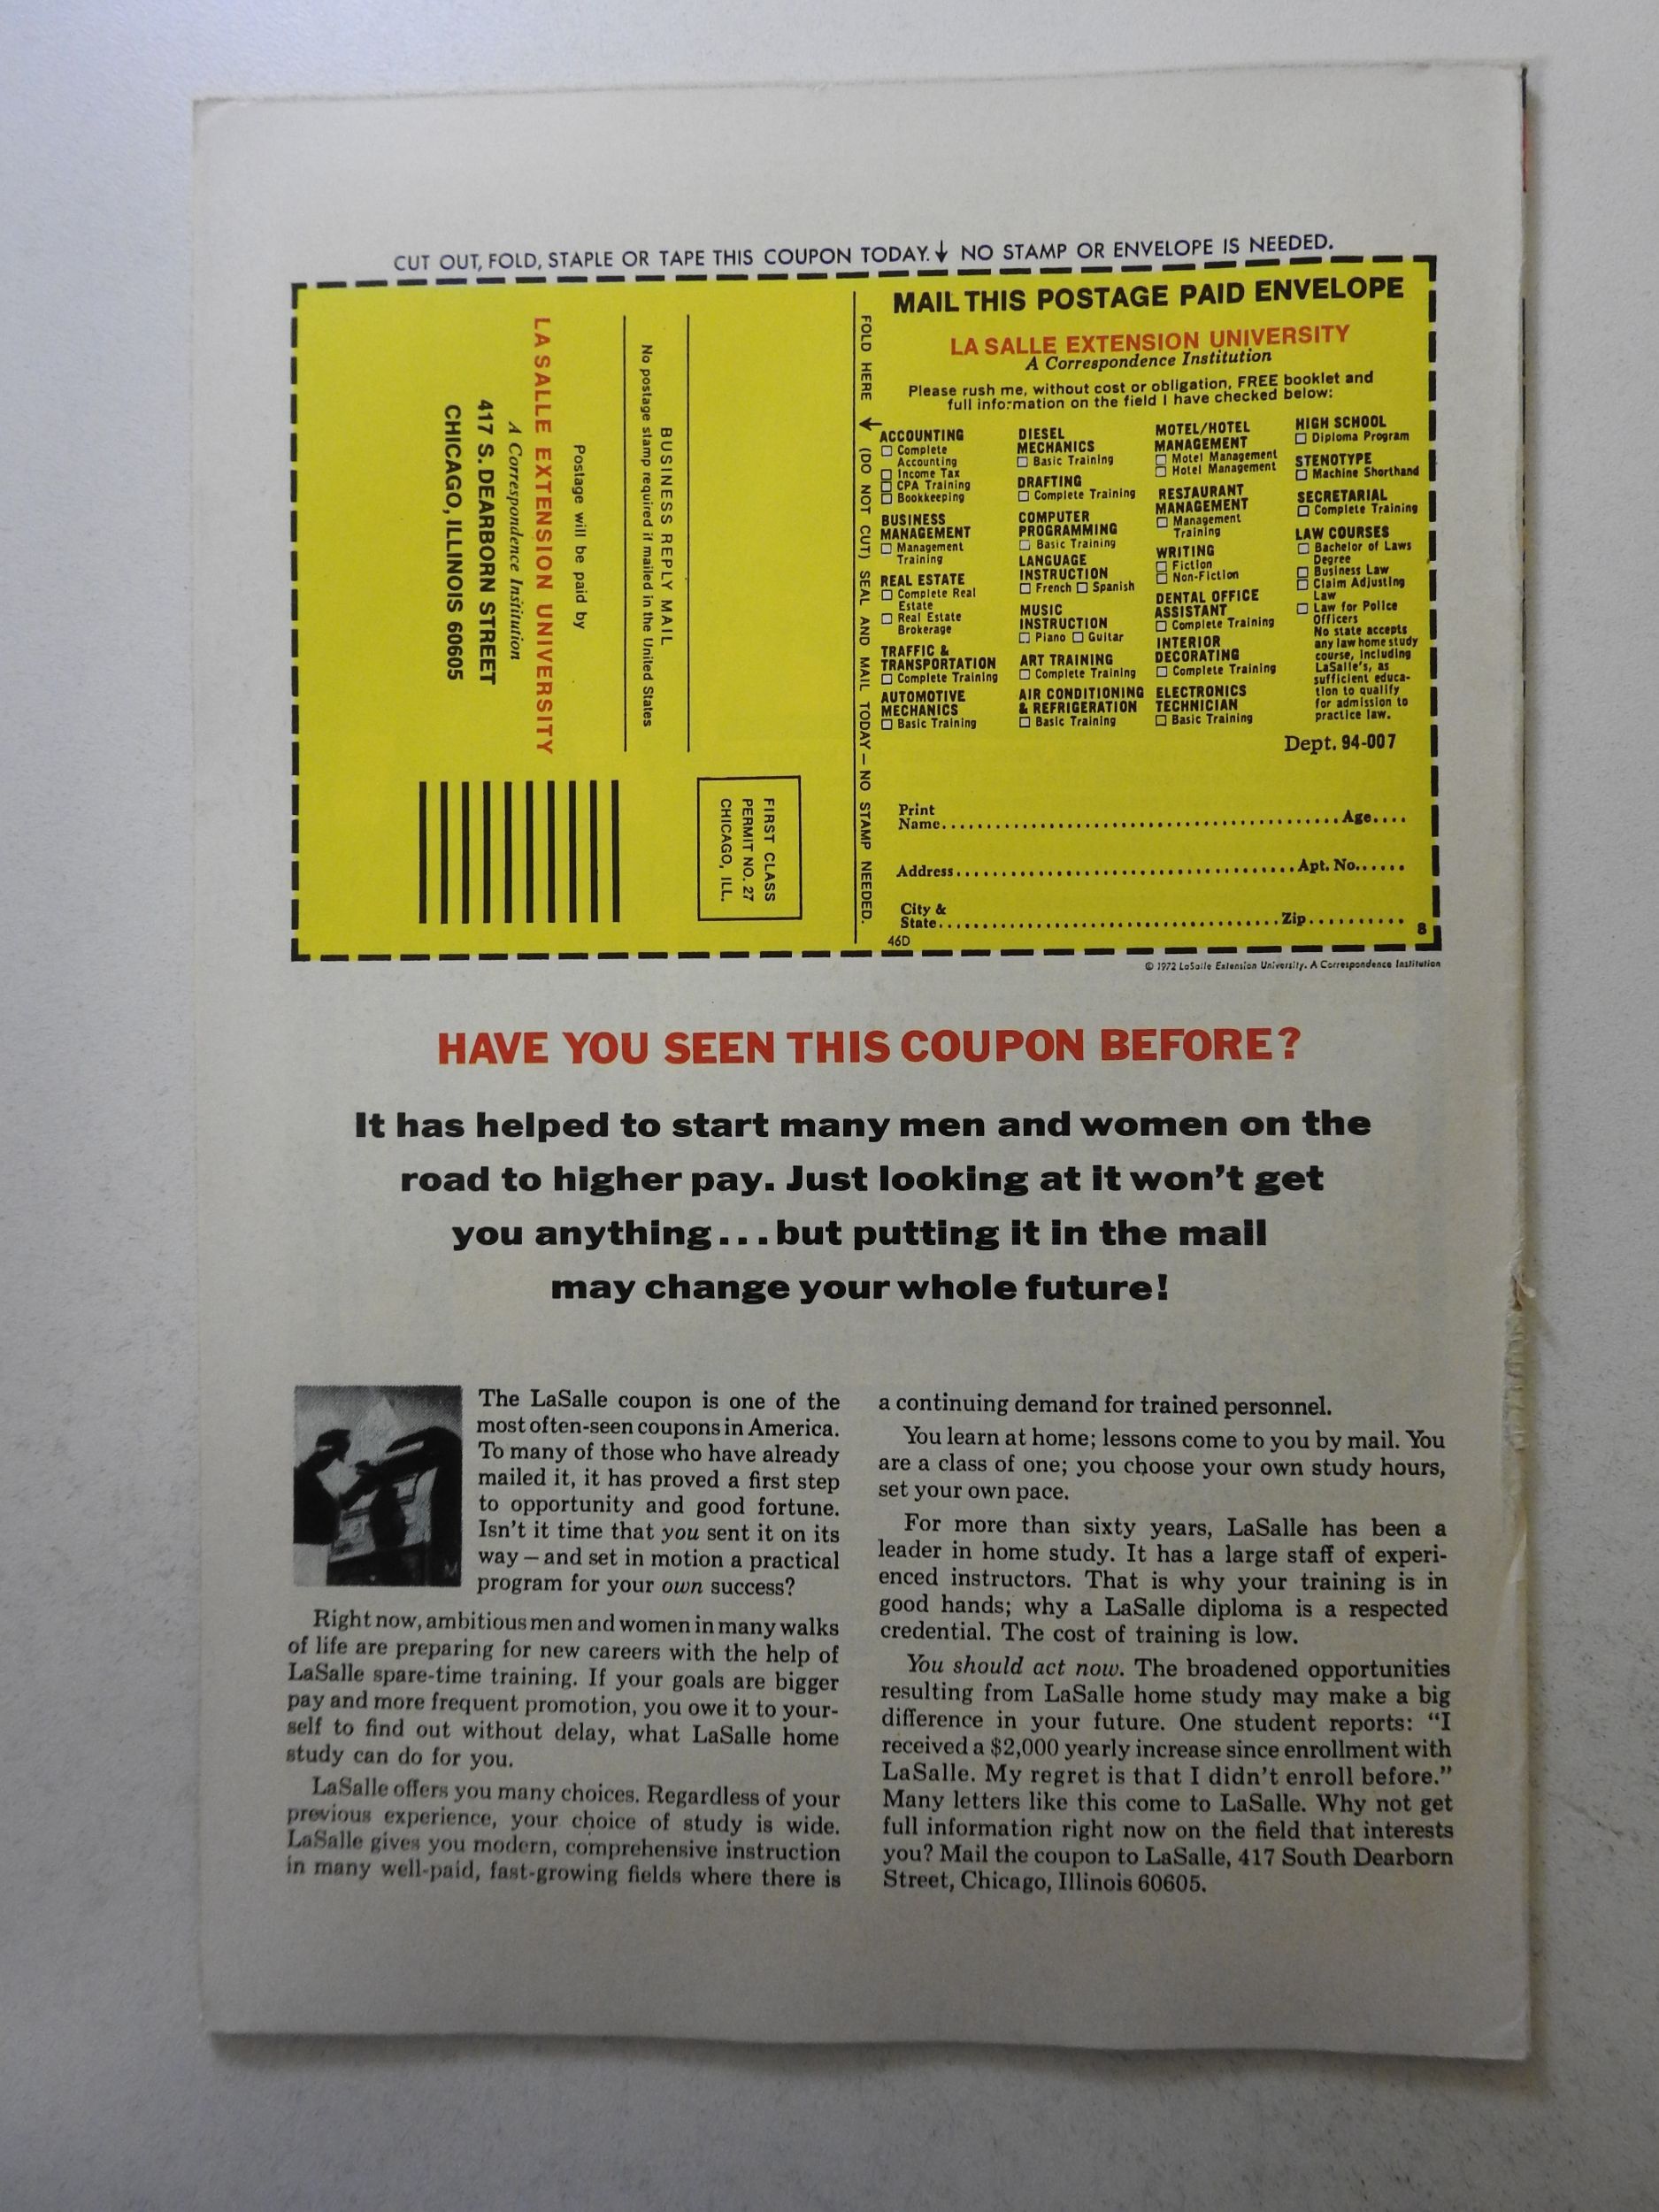 CUT OUT, FOLD, STAPLE OR TAPE THIS COUPON TODAY.↓ NO STAMP OR ENVELOPE IS NEEDED.
BUSINESS REPLY MAIL
No postage stamp required if mailed in the United States
Postage will be paid by
LA SALLE EXTENSION UNIVERSITY
A Correspondence Institution
417 S. DEARBORN STREET
CHICAGO, ILLINOIS 60605
FIRST CLASS
PERMIT NO. 27
CHICAGO, ILL.
FOLD HERE ↓ (DO NOT CUT) SEAL AND MAIL TODAY — NO STAMP NEEDED.
MAIL THIS POSTAGE PAID ENVELOPE
LA SALLE EXTENSION UNIVERSITY
A Correspondence Institution
Please rush me, without cost or obligation, FREE booklet and
full information on the field I have checked below:
ACCOUNTING
☐ Complete
Accounting
☐ Income Tax
☐ CPA Training
☐ Bookkeeping
BUSINESS
MANAGEMENT
☐ Management
Training
REAL ESTATE
☐ Complete Real
Estate
☐ Real Estate
Brokerage
TRAFFIC &
TRANSPORTATION
☐ Complete Training
AUTOMOTIVE
MECHANICS
☐ Basic Training
DIESEL
MECHANICS
☐ Basic Training
DRAFTING
☐ Complete Training
COMPUTER
PROGRAMMING
☐ Basic Training
LANGUAGE
INSTRUCTION
☐ French ☐ Spanish
MUSIC
INSTRUCTION
☐ Piano ☐ Guitar
ART TRAINING
☐ Complete Training
AIR CONDITIONING
& REFRIGERATION
☐ Basic Training
MOTEL/HOTEL
MANAGEMENT
☐ Motel Management
☐ Hotel Management
RESTAURANT
MANAGEMENT
☐ Management
Training
WRITING
☐ Fiction
☐ Non-Fiction
DENTAL OFFICE
ASSISTANT
☐ Complete Training
INTERIOR
DECORATING
☐ Complete Training
ELECTRONICS
TECHNICIAN
☐ Basic Training
HIGH SCHOOL
☐ Diploma Program
STENOTYPE
☐ Machine Shorthand
SECRETARIAL
☐ Complete Training
LAW COURSES
☐ Bachelor of Laws
Degree
☐ Business Law
☐ Claim Adjusting
Law
☐ Law for Police
Officers
No state accepts
any law home study
course, including
LaSalle's, as
sufficient educa-
tion to qualify
for admission to
practice law.
Dept. 94-007
Print
Name........................................Age....
Address....................................Apt. No......
City &
State....................................Zip..........
46D 8
© 1972 LaSalle Extension University. A Correspondence Institution
HAVE YOU SEEN THIS COUPON BEFORE?
It has helped to start many men and women on the
road to higher pay. Just looking at it won't get
you anything...but putting it in the mail
may change your whole future!
The LaSalle coupon is one of the
most often-seen coupons in America.
To many of those who have already
mailed it, it has proved a first step
to opportunity and good fortune.
Isn't it time that you sent it on its
way – and set in motion a practical
program for your own success?
Right now, ambitious men and women in many walks
of life are preparing for new careers with the help of
LaSalle spare-time training. If your goals are bigger
pay and more frequent promotion, you owe it to your-
self to find out without delay, what LaSalle home
study can do for you.
LaSalle offers you many choices. Regardless of your
previous experience, your choice of study is wide.
LaSalle gives you modern, comprehensive instruction
in many well-paid, fast-growing fields where there is
a continuing demand for trained personnel.
You learn at home; lessons come to you by mail. You
are a class of one; you choose your own study hours,
set your own pace.
For more than sixty years, LaSalle has been a
leader in home study. It has a large staff of experi-
enced instructors. That is why your training is in
good hands; why a LaSalle diploma is a respected
credential. The cost of training is low.
You should act now. The broadened opportunities
resulting from LaSalle home study may make a big
difference in your future. One student reports: "I
received a $2,000 yearly increase since enrollment with
LaSalle. My regret is that I didn't enroll before."
Many letters like this come to LaSalle. Why not get
full information right now on the field that interests
you? Mail the coupon to LaSalle, 417 South Dearborn
Street, Chicago, Illinois 60605.